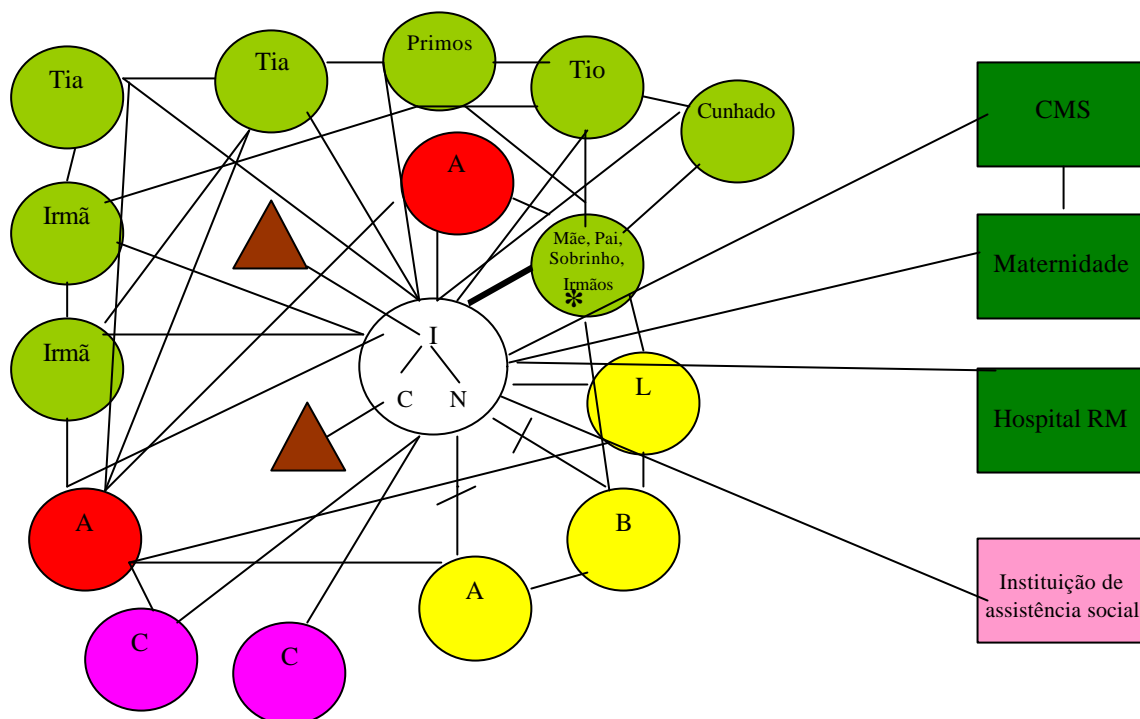 Primos
Tia
Tia
Tio
Cunhado
CMS
A
Irmã
Mãe, Pai,
Sobrinho,
Irmãos
*
Maternidade
I
C N
Irmã
L
Hospital RM
A
B
A
Instituição de
assistência social
C
C